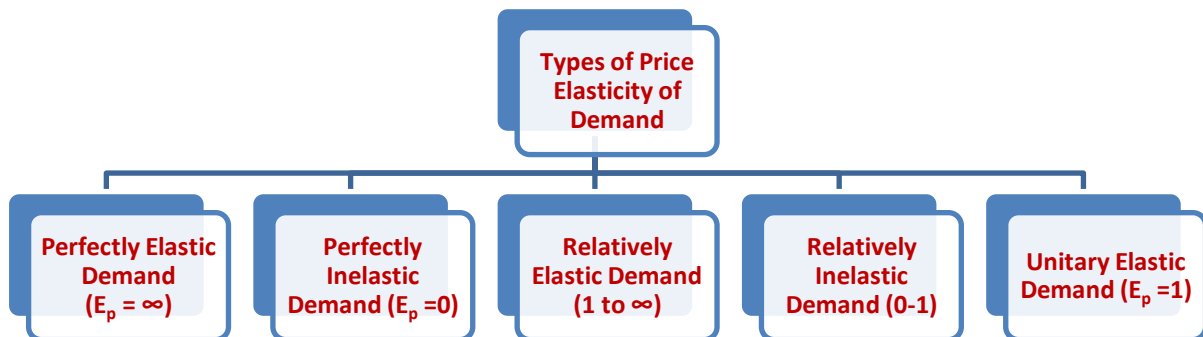 Types of Price
Elasticity of
Demand
Perfectly Elastic
Demand
(Eₚ = ∞)
Perfectly
Inelastic
Demand (Eₚ =0)
Relatively
Elastic Demand
(1 to ∞)
Relatively
Inelastic
Demand (0-1)
Unitary Elastic
Demand (Eₚ =1)